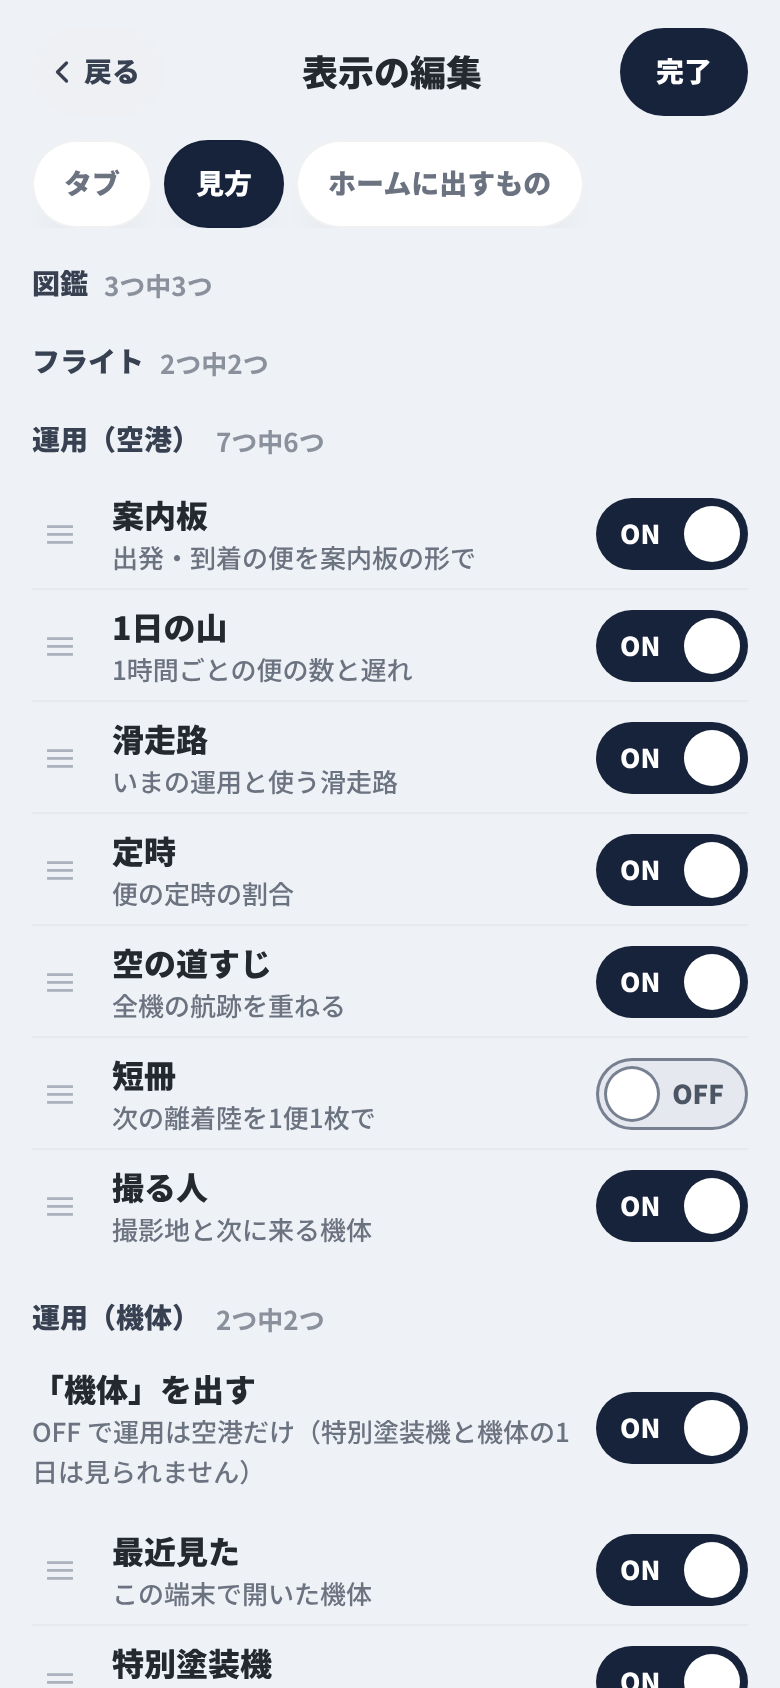 戻る
表示の編集
完了
タブ
見方
ホームに出すもの
図鑑 3つ中3つ
フライト 2つ中2つ
運用（空港） 7つ中6つ
案内板
出発・到着の便を案内板の形で
ON
1日の山
1時間ごとの便の数と遅れ
ON
滑走路
いまの運用と使う滑走路
ON
定時
便の定時の割合
ON
空の道すじ
全機の航跡を重ねる
ON
短冊
次の離着陸を1便1枚で
OFF
撮る人
撮影地と次に来る機体
ON
運用（機体） 2つ中2つ
「機体」を出す
OFF で運用は空港だけ（特別塗装機と機体の1
日は見られません）
ON
最近見た
この端末で開いた機体
ON
特別塗装機
ON